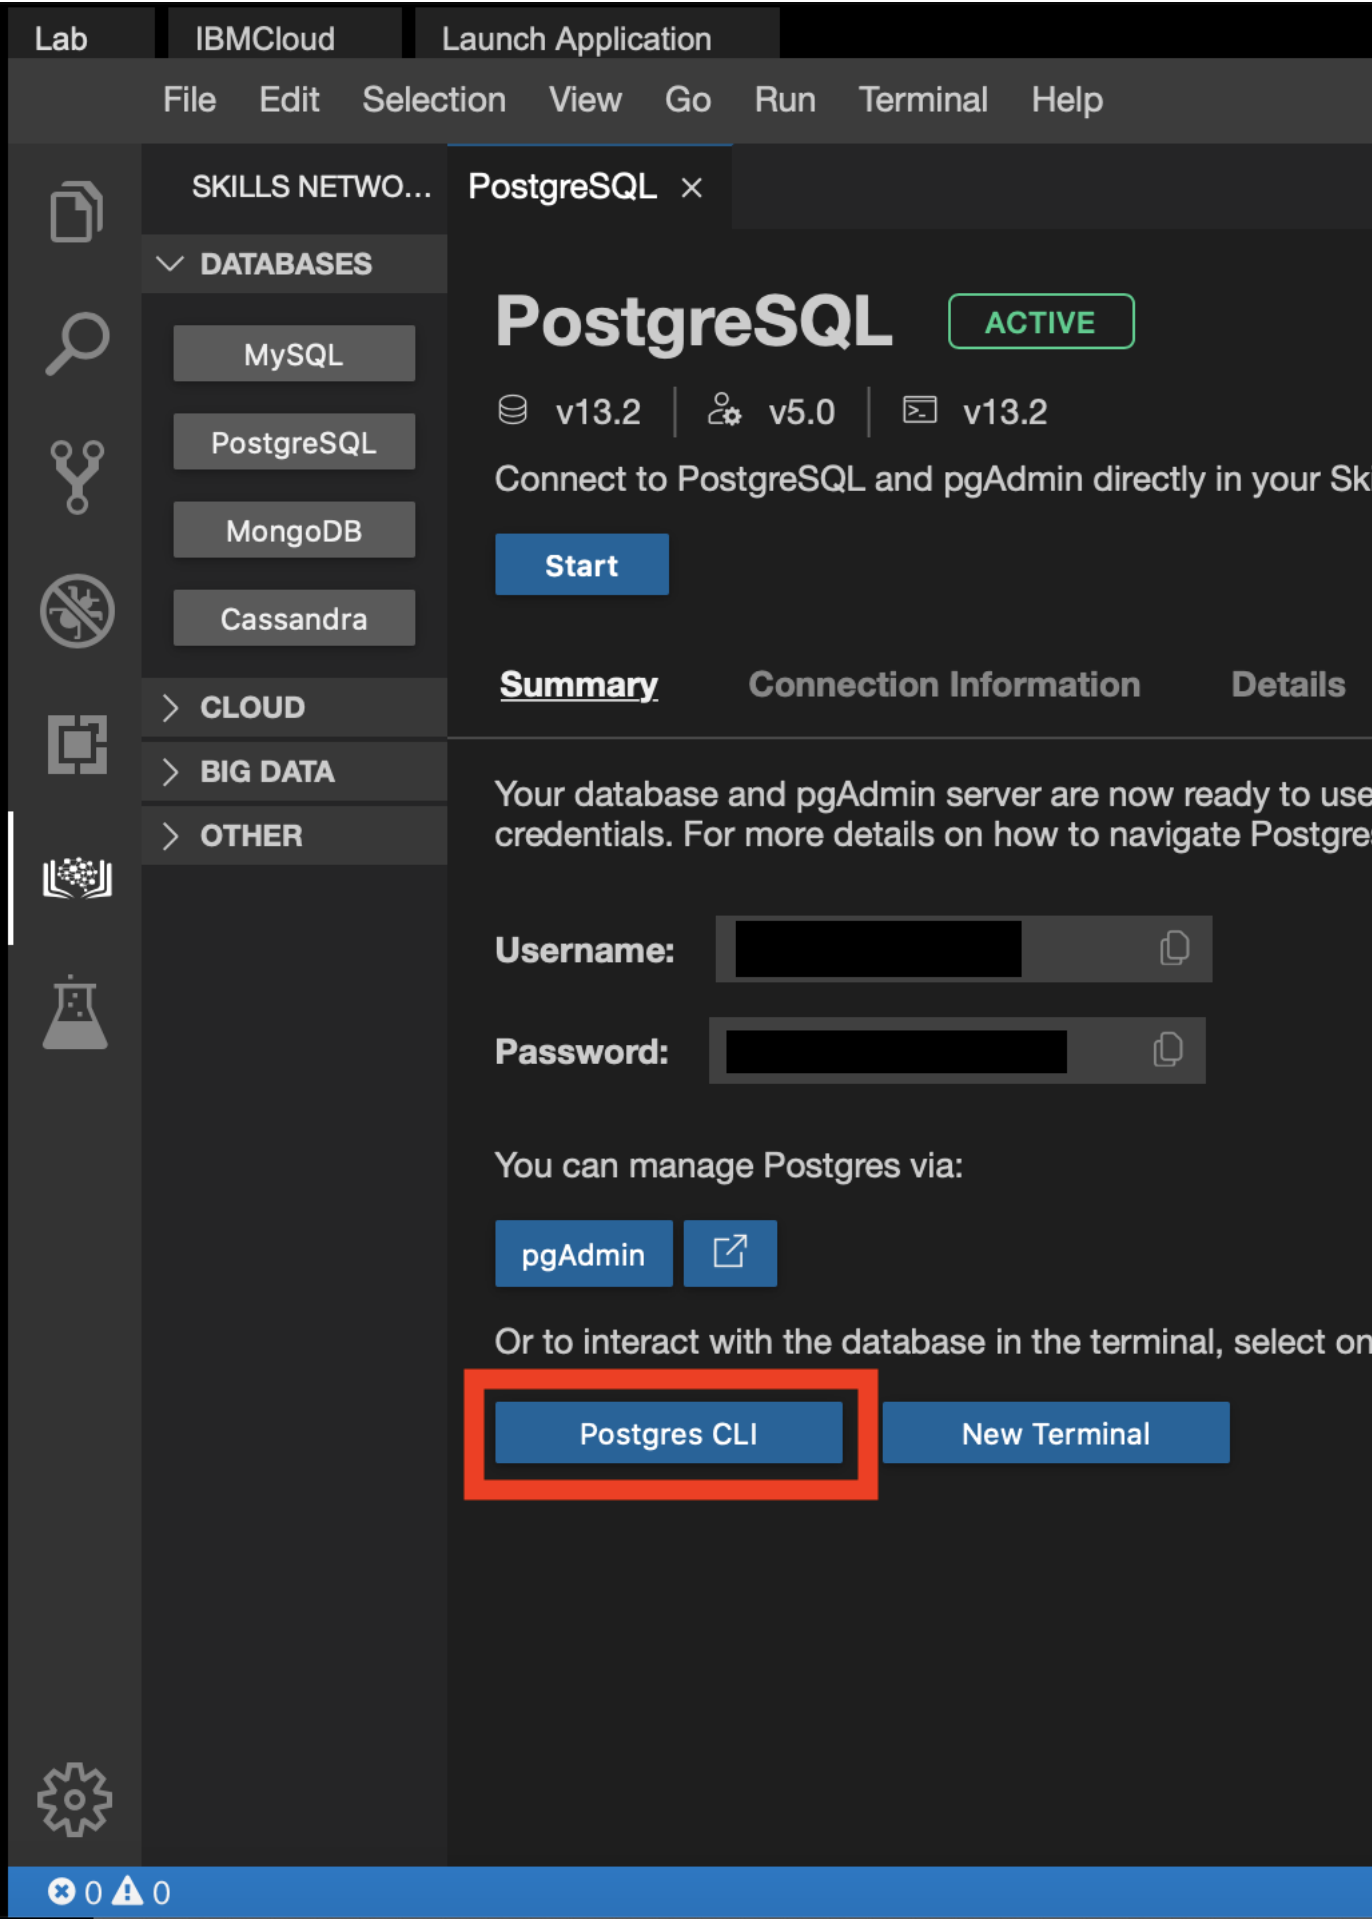 Lab IBMCloud Launch Application
File Edit Selection View Go Run Terminal Help
SKILLS NETWO...
PostgreSQL ×
DATABASES
MySQL
PostgreSQL
MongoDB
Cassandra
CLOUD
BIG DATA
OTHER
PostgreSQL ACTIVE
v13.2 v5.0 v13.2
Connect to PostgreSQL and pgAdmin directly in your Ski
Start
Summary Connection Information Details
Your database and pgAdmin server are now ready to use
credentials. For more details on how to navigate Postgre
Username:
Password:
You can manage Postgres via:
pgAdmin
Or to interact with the database in the terminal, select on
Postgres CLI New Terminal
0 0